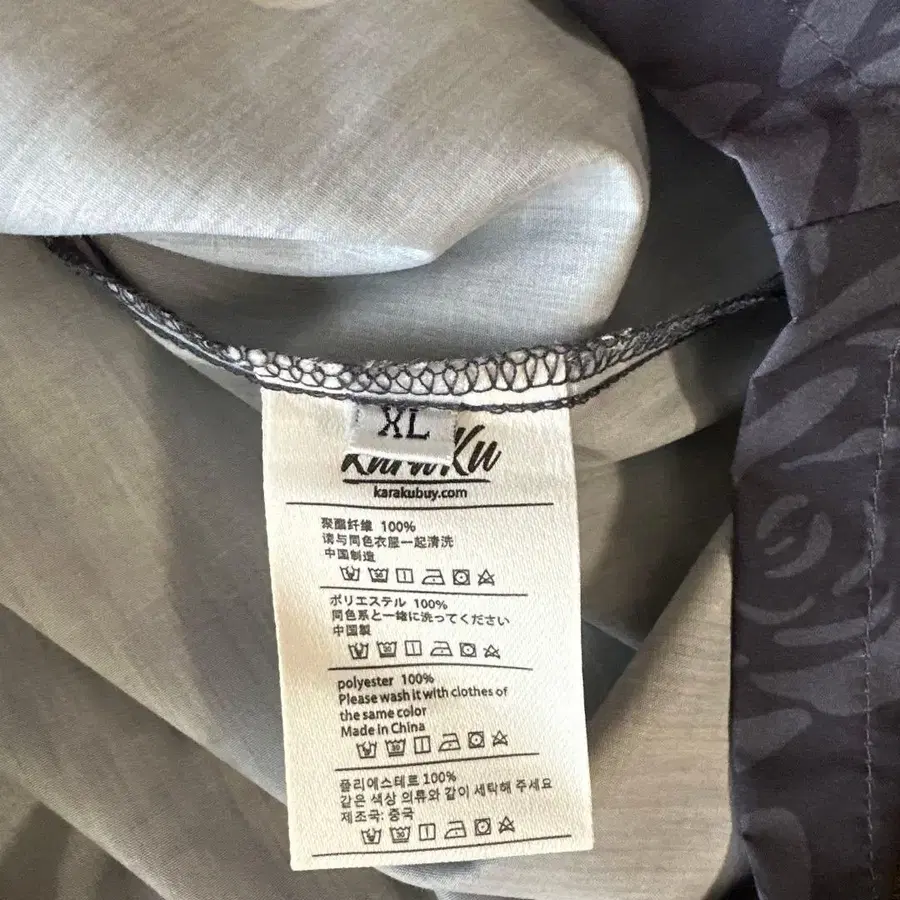 XL
KaraKu
karakubuy.com
聚酯纤维 100%
请与同色衣服一起清洗
中国制造
ポリエステル 100%
同色系と一緒に洗ってください
中国製
polyester 100%
Please wash it with clothes of
the same color
Made in China
폴리에스테르 100%
같은 색상 의류와 같이 세탁해 주세요
제조국: 중국